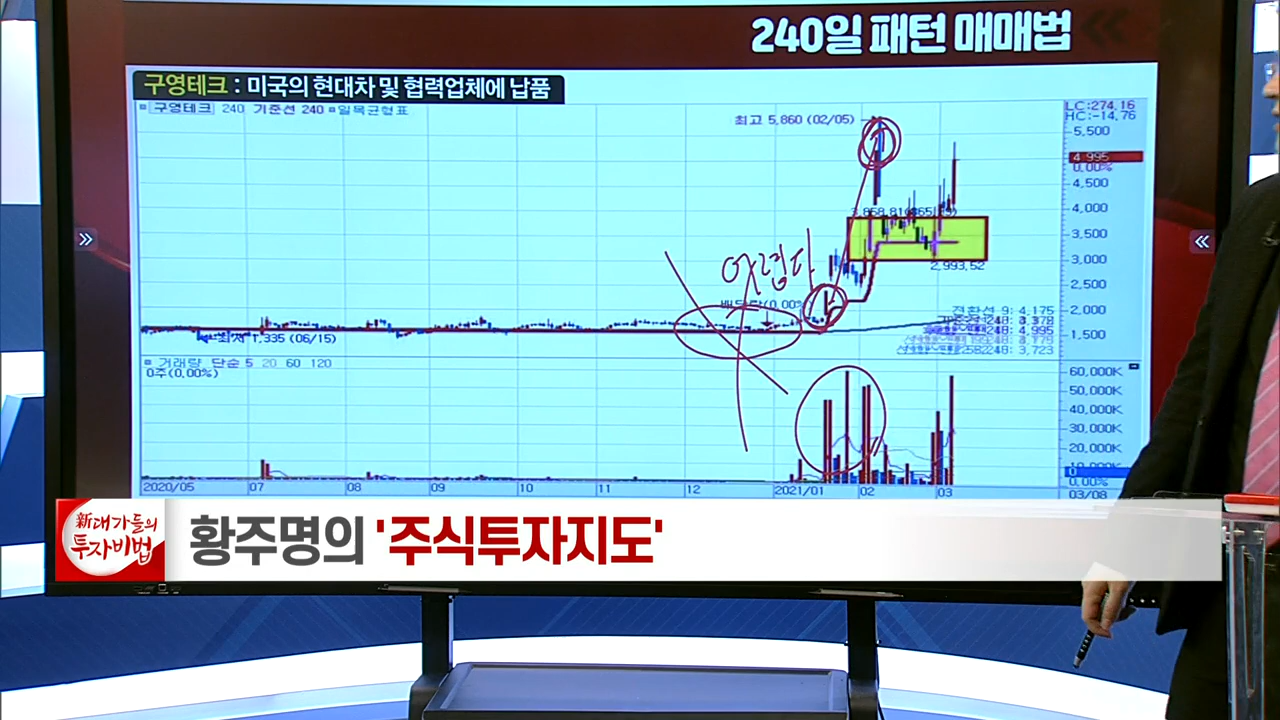 240일 패턴 매매법
구영테크 : 미국의 현대차 및 협력업체에 납품
구영테크 240 기준선 240 일목균형표
LC:274.16
HC:-14.76
최고 5,860 (02/05)
5,500
4,995
0.00%
4,500
4,000
3,500
3,000
2,500
2,000
1,500
2,993.52
어렵다
최저 1,335 (06/15)
전환선 9: 4,175
거래량 단순 5 20 60 120
0주(0,00%)
60,000K
50,000K
40,000K
30,000K
20,000K
10,000K
0.00%
2020/05 07 08 09 10 11 12 2021/01 02 03 03/08
新대가들의
투자비법
황주명의 '주식투자지도'